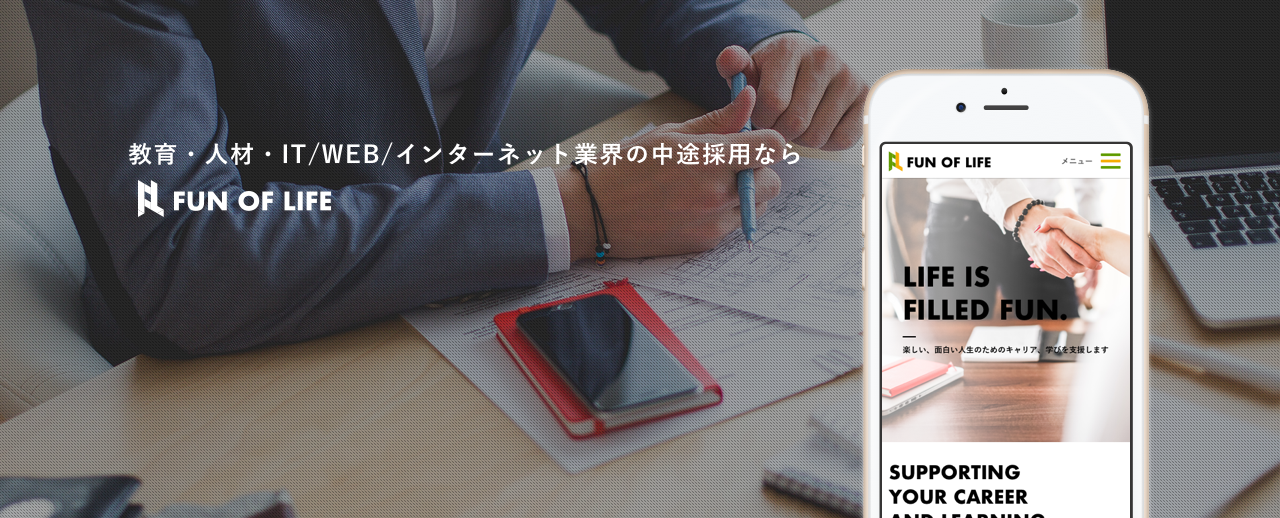 教育・人材・IT/WEB/インターネット業界の中途採用なら
FUN OF LIFE
FUN OF LIFE
メニュー
LIFE IS
FILLED FUN.
楽しい、面白い人生のためのキャリア、学びを支援します
SUPPORTING
YOUR CAREER
AND LEARNING